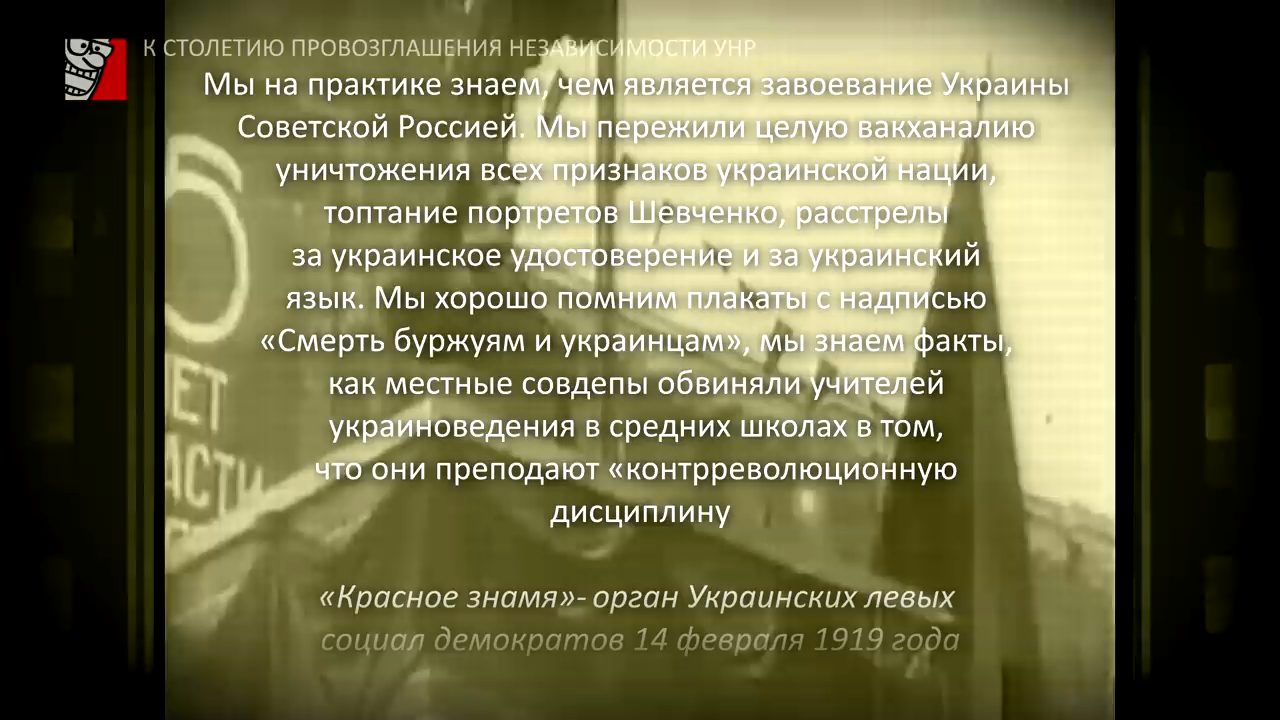 К СТОЛЕТИЮ ПРОВОЗГЛАШЕНИЯ НЕЗАВИСИМОСТИ УНР
Мы на практике знаем, чем является завоевание Украины
Советской Россией. Мы пережили целую вакханалию
уничтожения всех признаков украинской нации,
топтание портретов Шевченко, расстрелы
за украинское удостоверение и за украинский
язык. Мы хорошо помним плакаты с надписью
«Смерть буржуям и украинцам», мы знаем факты,
как местные совдепы обвиняли учителей
украиноведения в средних школах в том,
что они преподают «контрреволюционную
дисциплину
«Красное знамя»- орган Украинских левых
социал демократов 14 февраля 1919 года